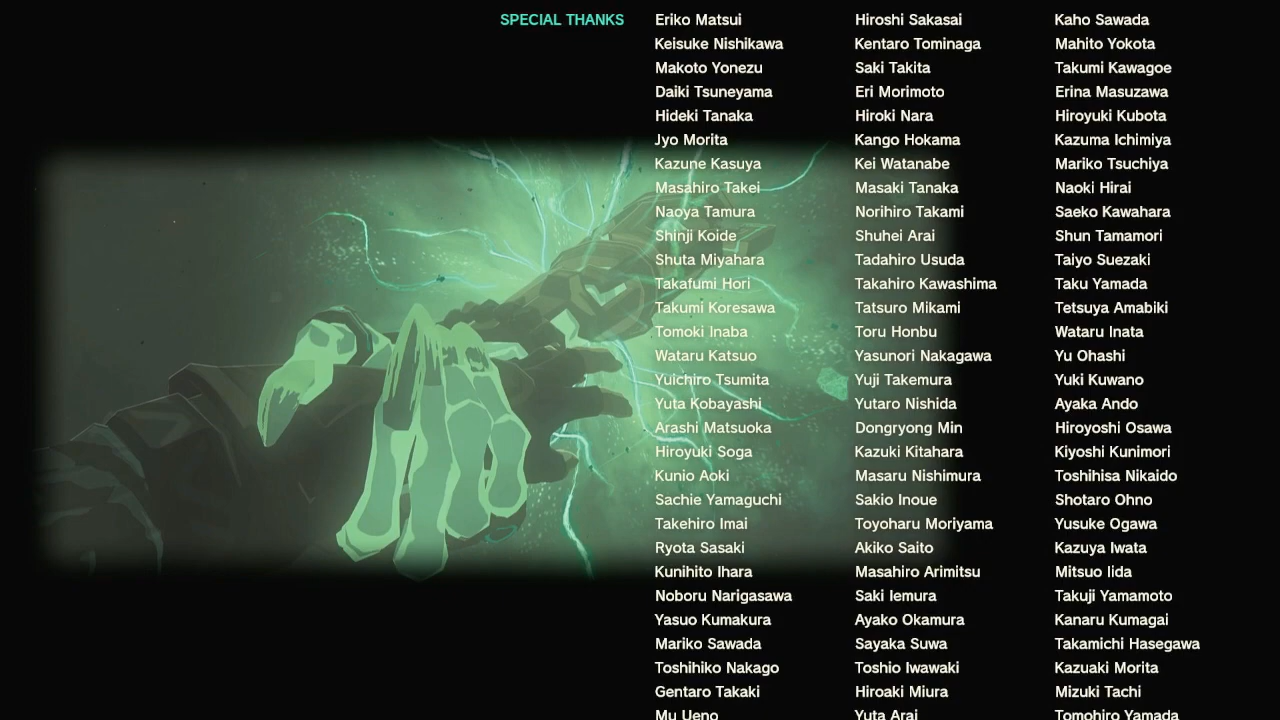 SPECIAL THANKS Eriko Matsui Hiroshi Sakasai Kaho Sawada
Keisuke Nishikawa Kentaro Tominaga Mahito Yokota
Makoto Yonezu Saki Takita Takumi Kawagoe
Daiki Tsuneyama Eri Morimoto Erina Masuzawa
Hideki Tanaka Hiroki Nara Hiroyuki Kubota
Jyo Morita Kango Hokama Kazuma Ichimiya
Kazune Kasuya Kei Watanabe Mariko Tsuchiya
Masahiro Takei Masaki Tanaka Naoki Hirai
Naoya Tamura Norihiro Takami Saeko Kawahara
Shinji Koide Shuhei Arai Shun Tamamori
Shuta Miyahara Tadahiro Usuda Taiyo Suezaki
Takafumi Hori Takahiro Kawashima Taku Yamada
Takumi Koresawa Tatsuro Mikami Tetsuya Amabiki
Tomoki Inaba Toru Honbu Wataru Inata
Wataru Katsuo Yasunori Nakagawa Yu Ohashi
Yuichiro Tsumita Yuji Takemura Yuki Kuwano
Yuta Kobayashi Yutaro Nishida Ayaka Ando
Arashi Matsuoka Dongryong Min Hiroyoshi Osawa
Hiroyuki Soga Kazuki Kitahara Kiyoshi Kunimori
Kunio Aoki Masaru Nishimura Toshihisa Nikaido
Sachie Yamaguchi Sakio Inoue Shotaro Ohno
Takehiro Imai Toyoharu Moriyama Yusuke Ogawa
Ryota Sasaki Akiko Saito Kazuya Iwata
Kunihito Ihara Masahiro Arimitsu Mitsuo Iida
Noboru Narigasawa Saki Iemura Takuji Yamamoto
Yasuo Kumakura Ayako Okamura Kanaru Kumagai
Mariko Sawada Sayaka Suwa Takamichi Hasegawa
Toshihiko Nakago Toshio Iwawaki Kazuaki Morita
Gentaro Takaki Hiroaki Miura Mizuki Tachi
Mu Ueno Yuta Arai Tomohiro Yamada